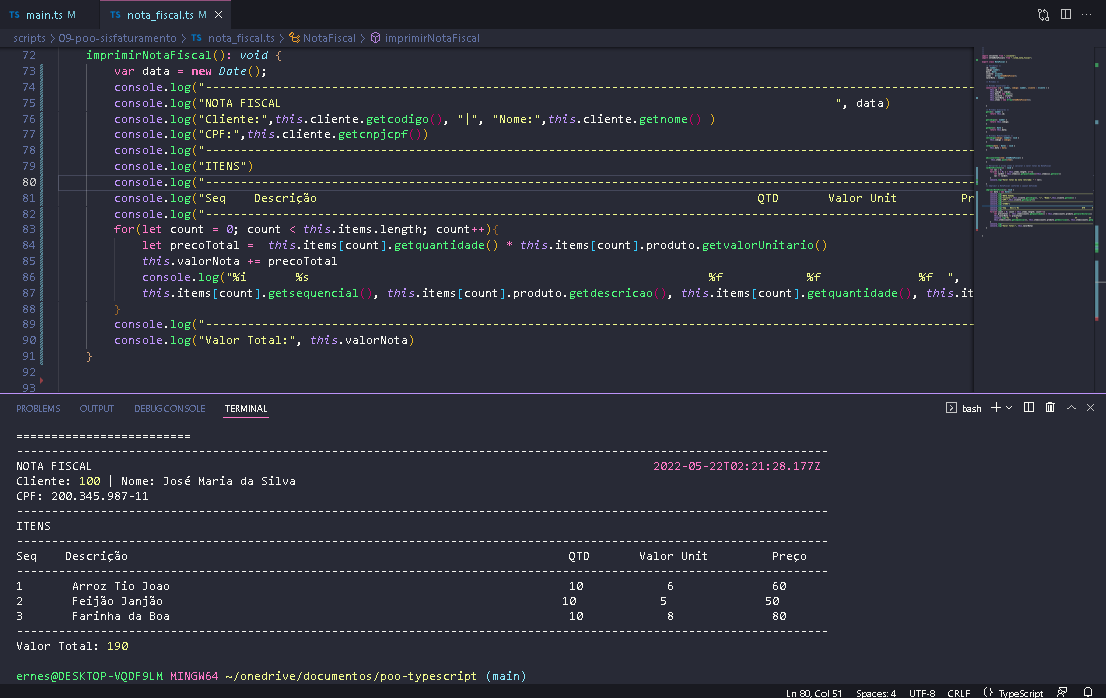 TS main.ts M TS nota_fiscal.ts M
scripts > 09-poo-sisfaturamento > TS nota_fiscal.ts > NotaFiscal > imprimirNotaFiscal
72 imprimirNotaFiscal(): void {
73 var data = new Date();
74 console.log("--------------------------------------------------------------------------------------------------------------
75 console.log("NOTA FISCAL                                                                                ", data)
76 console.log("Cliente:",this.cliente.getcodigo(), "|", "Nome:",this.cliente.getnome() )
77 console.log("CPF:",this.cliente.getcnpjcpf())
78 console.log("--------------------------------------------------------------------------------------------------------------
79 console.log("ITENS")
80 console.log("--------------------------------------------------------------------------------------------------------------
81 console.log("Seq    Descrição                                                               QTD       Valor Unit         Pr
82 console.log("--------------------------------------------------------------------------------------------------------------
83 for(let count = 0; count < this.items.length; count++){
84 let precoTotal =  this.items[count].getquantidade() * this.items[count].produto.getvalorUnitario()
85 this.valorNota += precoTotal
86 console.log("%i       %s                                                         %f            %f              %f  ",
87 this.items[count].getsequencial(), this.items[count].produto.getdescricao(), this.items[count].getquantidade(), this.it
88 }
89 console.log("--------------------------------------------------------------------------------------------------------------
90 console.log("Valor Total:", this.valorNota)
91 }
92
93
PROBLEMS OUTPUT DEBUG CONSOLE TERMINAL bash
=========================
--------------------------------------------------------------------------------------------------------------------
NOTA FISCAL                                                                                2022-05-22T02:21:28.177Z
Cliente: 100 | Nome: José Maria da Silva
CPF: 200.345.987-11
--------------------------------------------------------------------------------------------------------------------
ITENS
--------------------------------------------------------------------------------------------------------------------
Seq    Descrição                                                               QTD       Valor Unit         Preço
--------------------------------------------------------------------------------------------------------------------
1       Arroz Tio Joao                                                         10            6              60
2       Feijão Janjão                                                         10            5              50
3       Farinha da Boa                                                         10            8              80
--------------------------------------------------------------------------------------------------------------------
Valor Total: 190
ernes@DESKTOP-VQDF9LM MINGW64 ~/onedrive/documentos/poo-typescript (main)
Ln 80, Col 51 Spaces: 4 UTF-8 CRLF () TypeScript